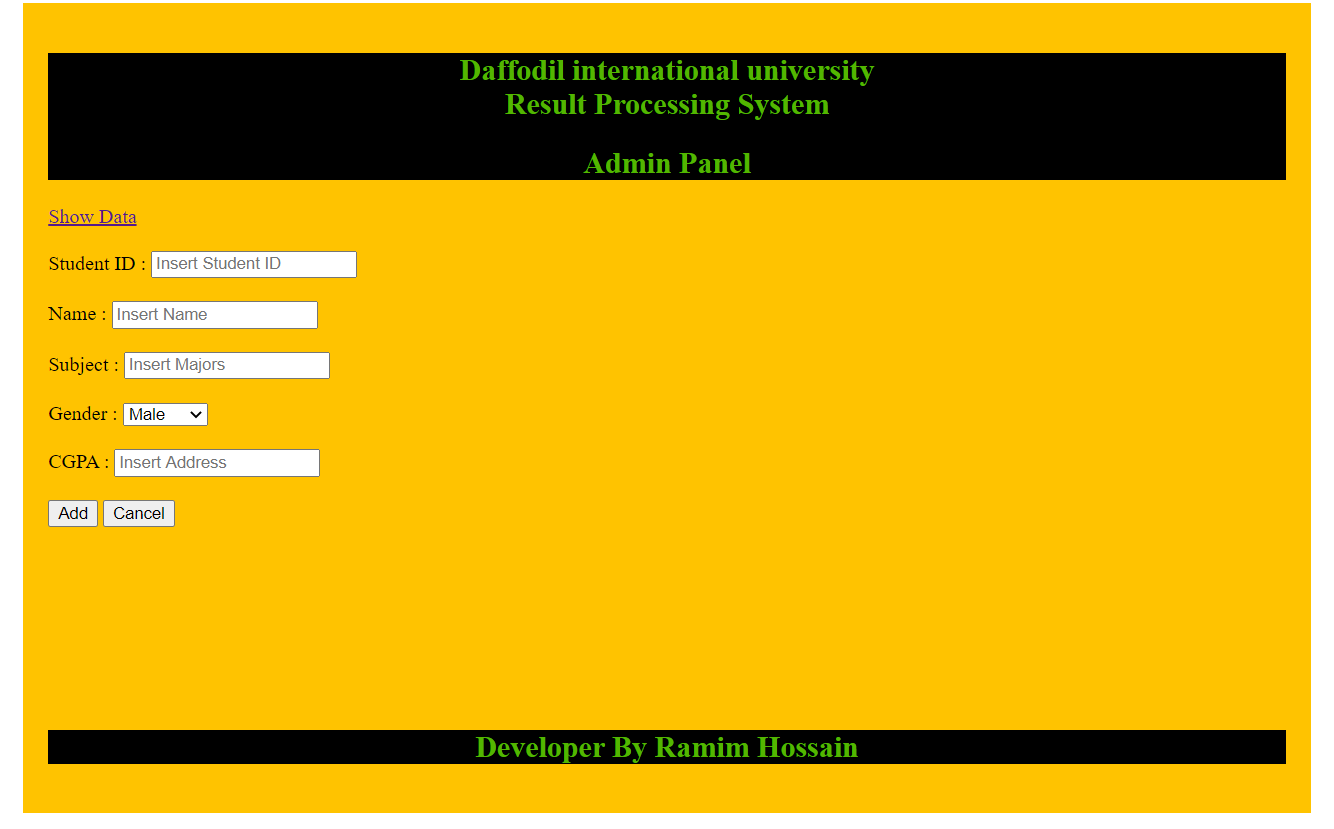 Daffodil international university
Result Processing System
Admin Panel
Show Data
Student ID : Insert Student ID
Name : Insert Name
Subject : Insert Majors
Gender : Male
CGPA : Insert Address
Add Cancel
Developer By Ramim Hossain